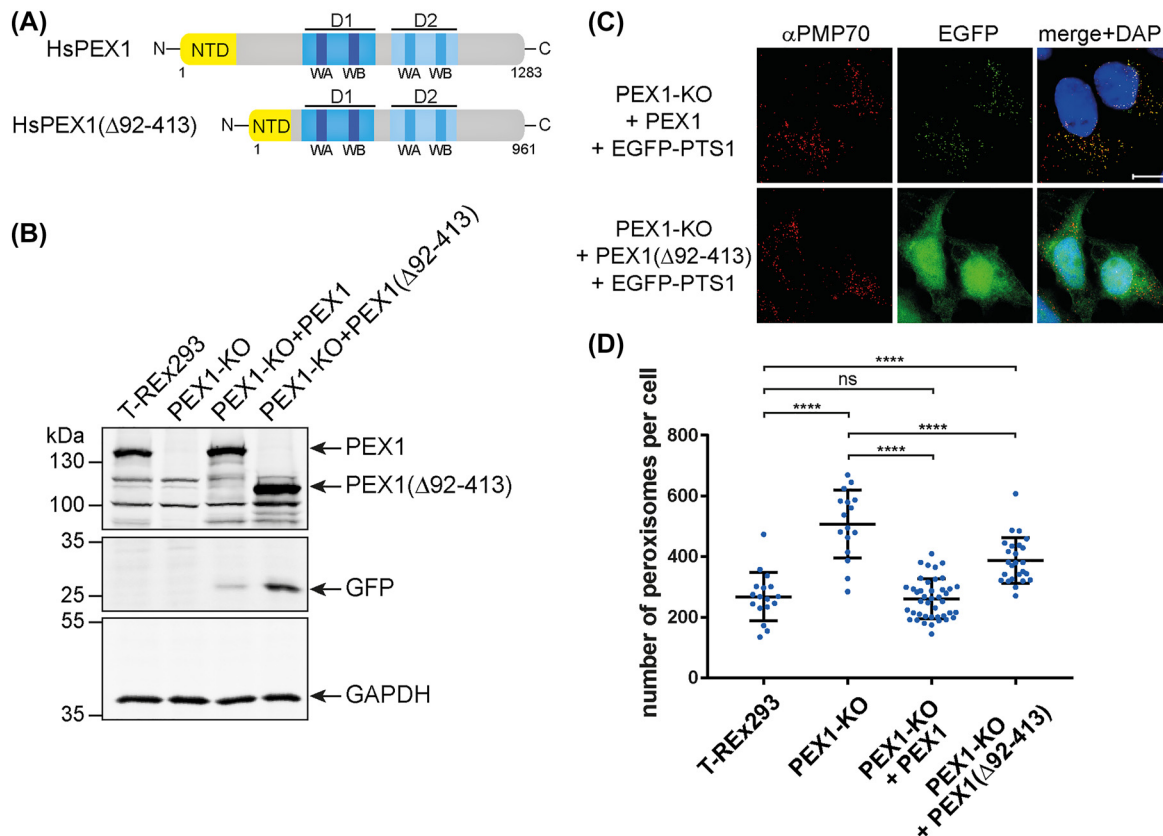 (A)
D1 D2
HsPEX1 N NTD C
WA WB WA WB
1 1283
D1 D2
HsPEX1(Δ92-413) N NTD C
WA WB WA WB
1 961
(B)
T-REx293
PEX1-KO
PEX1-KO+PEX1
PEX1-KO+PEX1(Δ92-413)
kDa
130
100
PEX1
PEX1(Δ92-413)
35
25
GFP
55
35
GAPDH
(C)
αPMP70 EGFP merge+DAP
PEX1-KO
+ PEX1
+ EGFP-PTS1
PEX1-KO
+ PEX1(Δ92-413)
+ EGFP-PTS1
(D)
****
ns
****
****
****
number of peroxisomes per cell
800
600
400
200
0
T-REx293
PEX1-KO
PEX1-KO
+ PEX1
PEX1-KO
+ PEX1(Δ92-413)